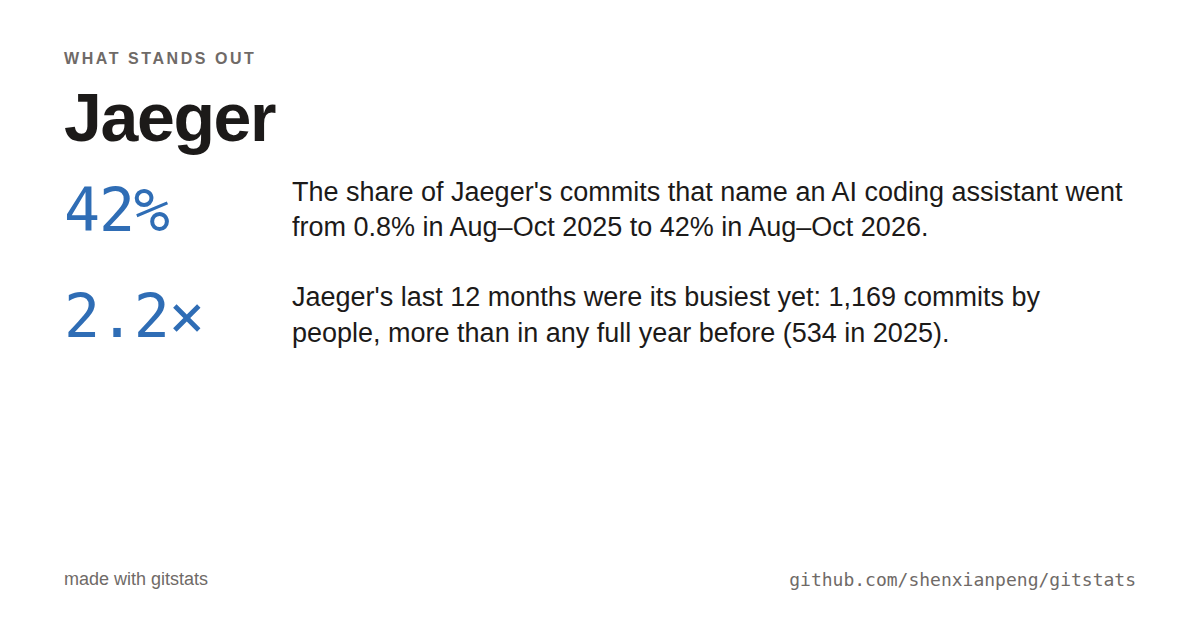 WHAT STANDS OUT
Jaeger
42%
The share of Jaeger's commits that name an AI coding assistant went
from 0.8% in Aug–Oct 2025 to 42% in Aug–Oct 2026.
2.2×
Jaeger's last 12 months were its busiest yet: 1,169 commits by
people, more than in any full year before (534 in 2025).
made with gitstats
github.com/shenxianpeng/gitstats